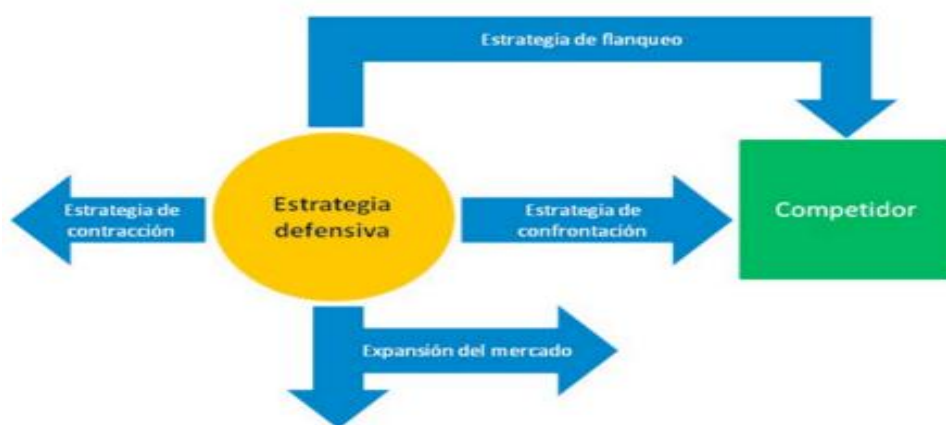 Estrategia de flanqueo
Estrategia de
contracción
Estrategia
defensiva
Estrategia de
confrontación
Competidor
Expansión del mercado